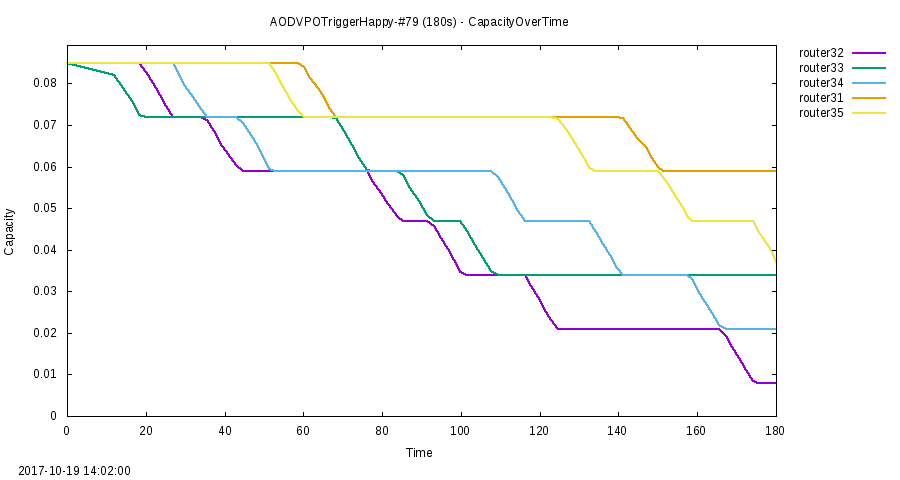 AODVPOTriggerHappy-#79 (180s) - CapacityOverTime
router32
router33
router34
router31
router35
0.08
0.07
0.06
0.05
0.04
0.03
0.02
0.01
0
Capacity
0 20 40 60 80 100 120 140 160 180
Time
2017-10-19 14:02:00